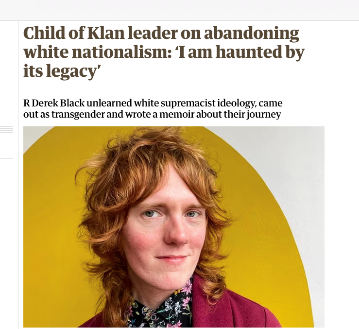 Child of Klan leader on abandoning
white nationalism: ‘I am haunted by
its legacy’
R Derek Black unlearned white supremacist ideology, came
out as transgender and wrote a memoir about their journey